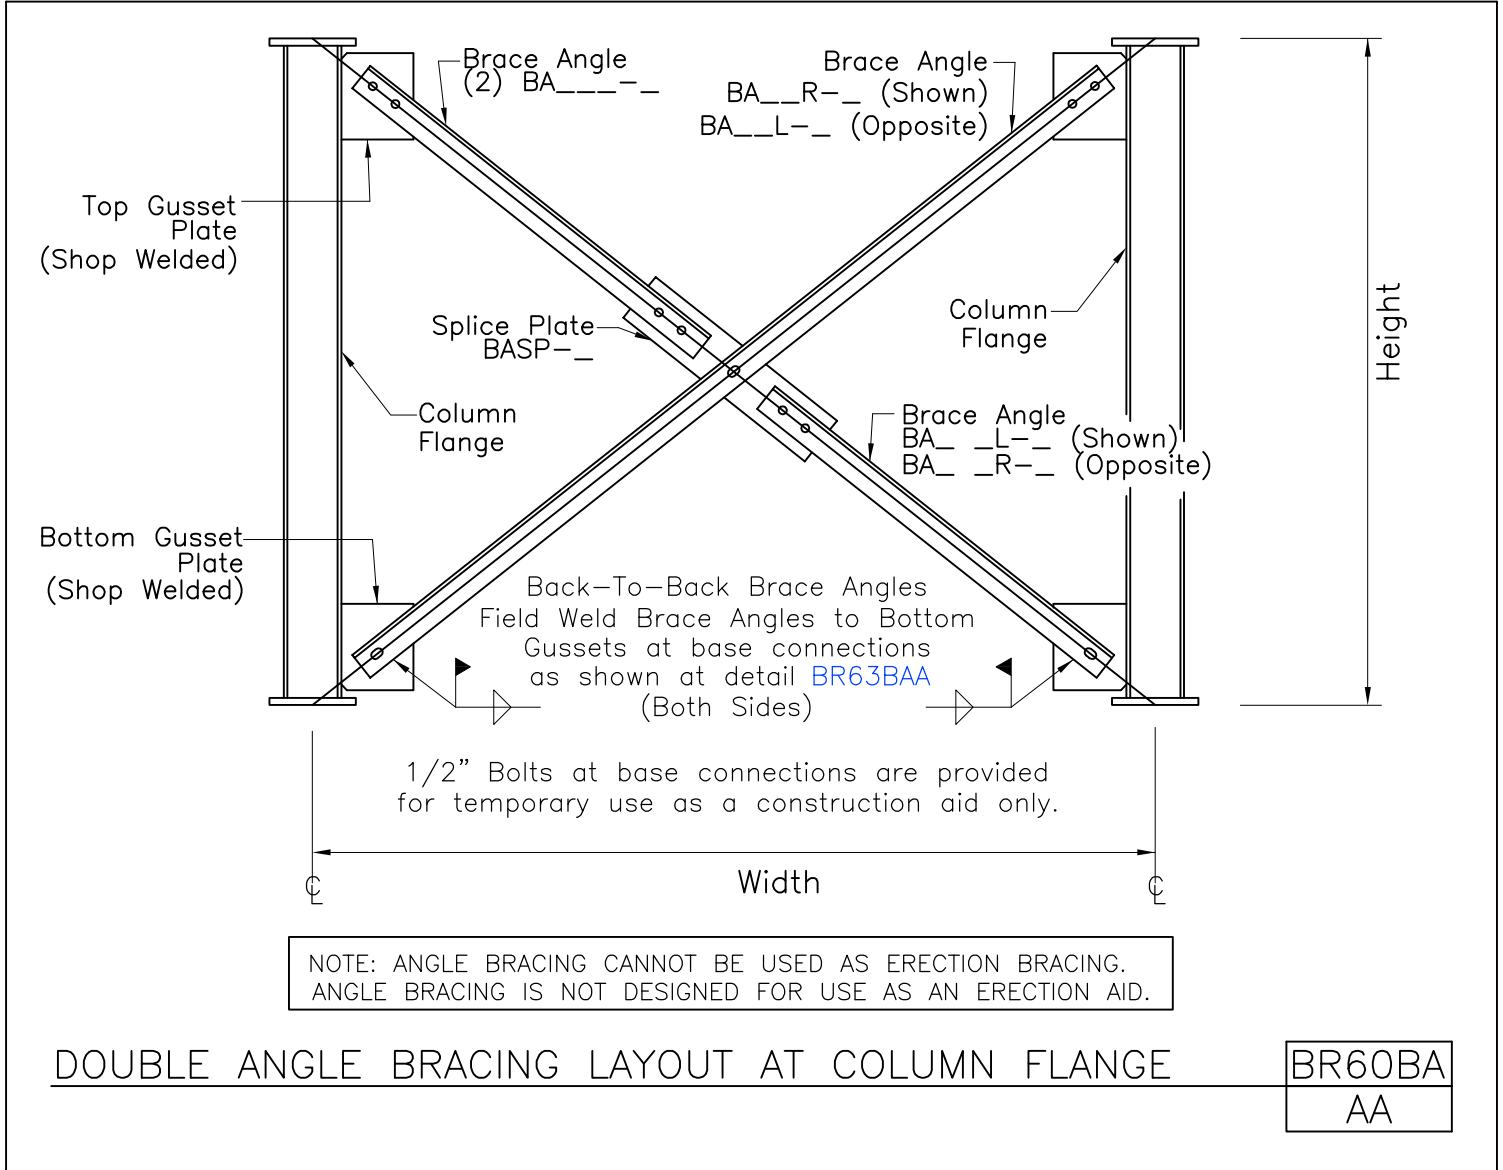 Brace Angle
(2) BA___-_
Brace Angle
BA__R-_ (Shown)
BA__L-_ (Opposite)
Top Gusset
Plate
(Shop Welded)
Splice Plate
BASP-_
Column
Flange
Column
Flange
Height
Brace Angle
BA_ _L-_ (Shown)
BA_ _R-_ (Opposite)
Bottom Gusset
Plate
(Shop Welded)
Back-To-Back Brace Angles
Field Weld Brace Angles to Bottom
Gussets at base connections
as shown at detail BR63BAA
(Both Sides)
1/2" Bolts at base connections are provided
for temporary use as a construction aid only.
Width
℄
℄
NOTE: ANGLE BRACING CANNOT BE USED AS ERECTION BRACING.
ANGLE BRACING IS NOT DESIGNED FOR USE AS AN ERECTION AID.
DOUBLE ANGLE BRACING LAYOUT AT COLUMN FLANGE
BR60BA
AA